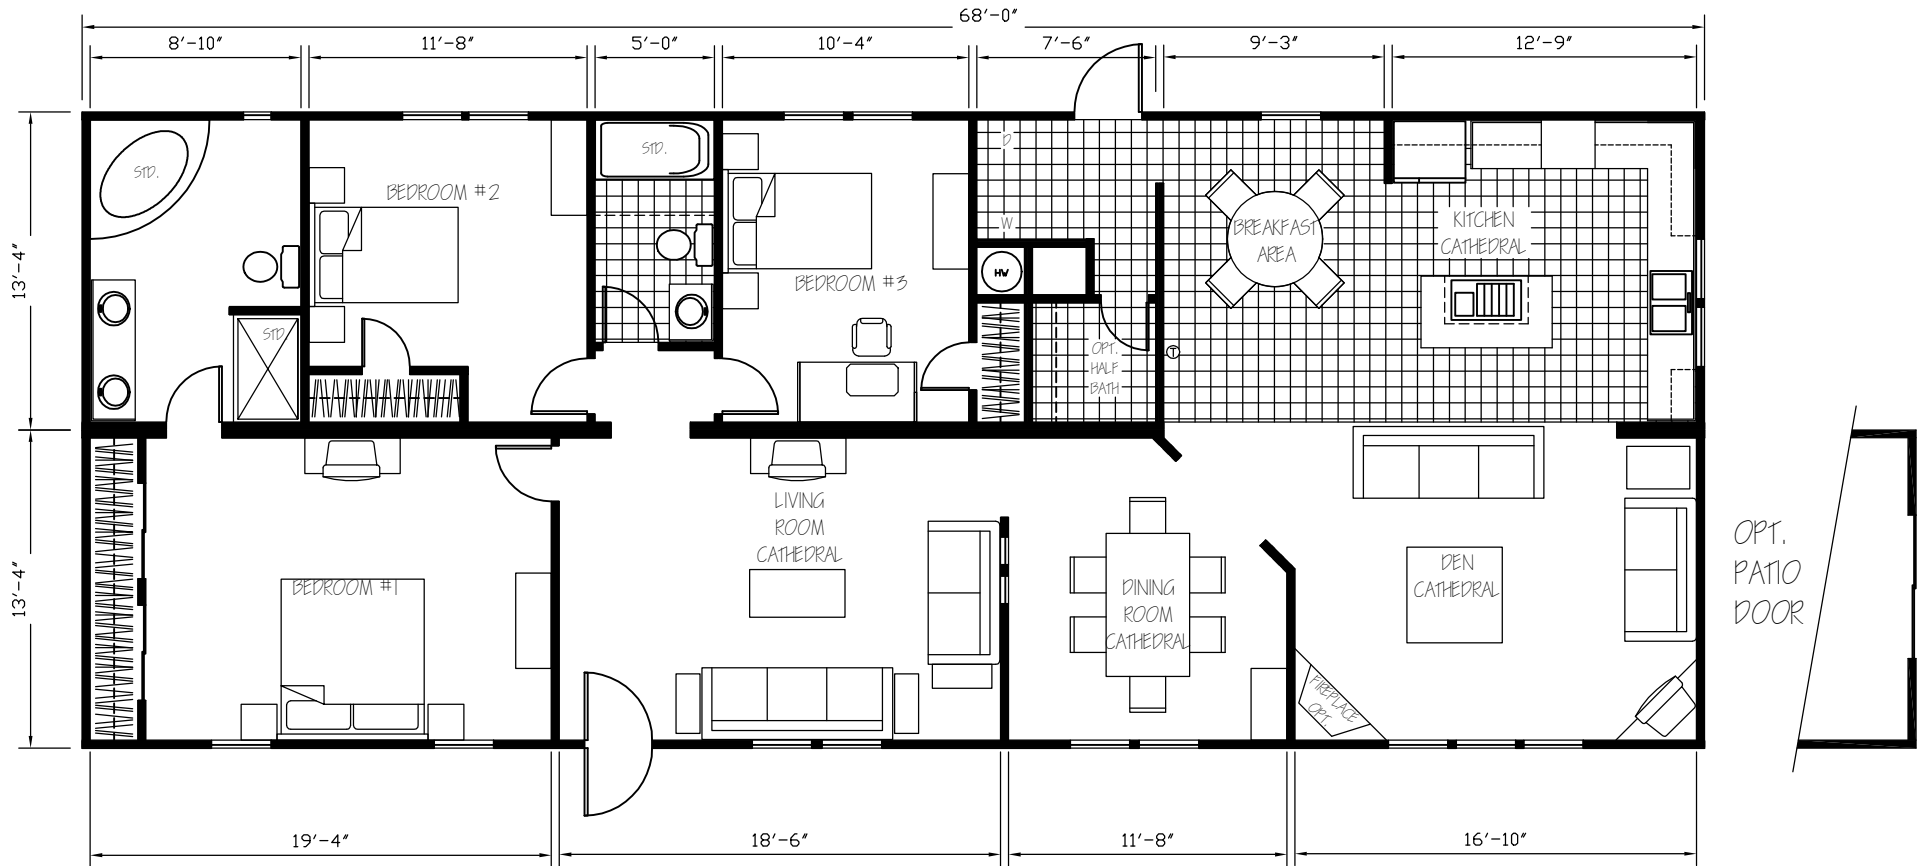 68'-0"
8'-10"
11'-8"
5'-0"
10'-4"
7'-6"
9'-3"
12'-9"
13'-4"
13'-4"
STD.
BEDROOM #2
STD.
BEDROOM #3
D
W
HW
BREAKFAST
AREA
KITCHEN
CATHEDRAL
STD.
OPT.
HALF
BATH
T
BEDROOM #1
LIVING
ROOM
CATHEDRAL
DINING
ROOM
CATHEDRAL
DEN
CATHEDRAL
FIREPLACE
OPT.
OPT.
PATIO
DOOR
19'-4"
18'-6"
11'-8"
16'-10"